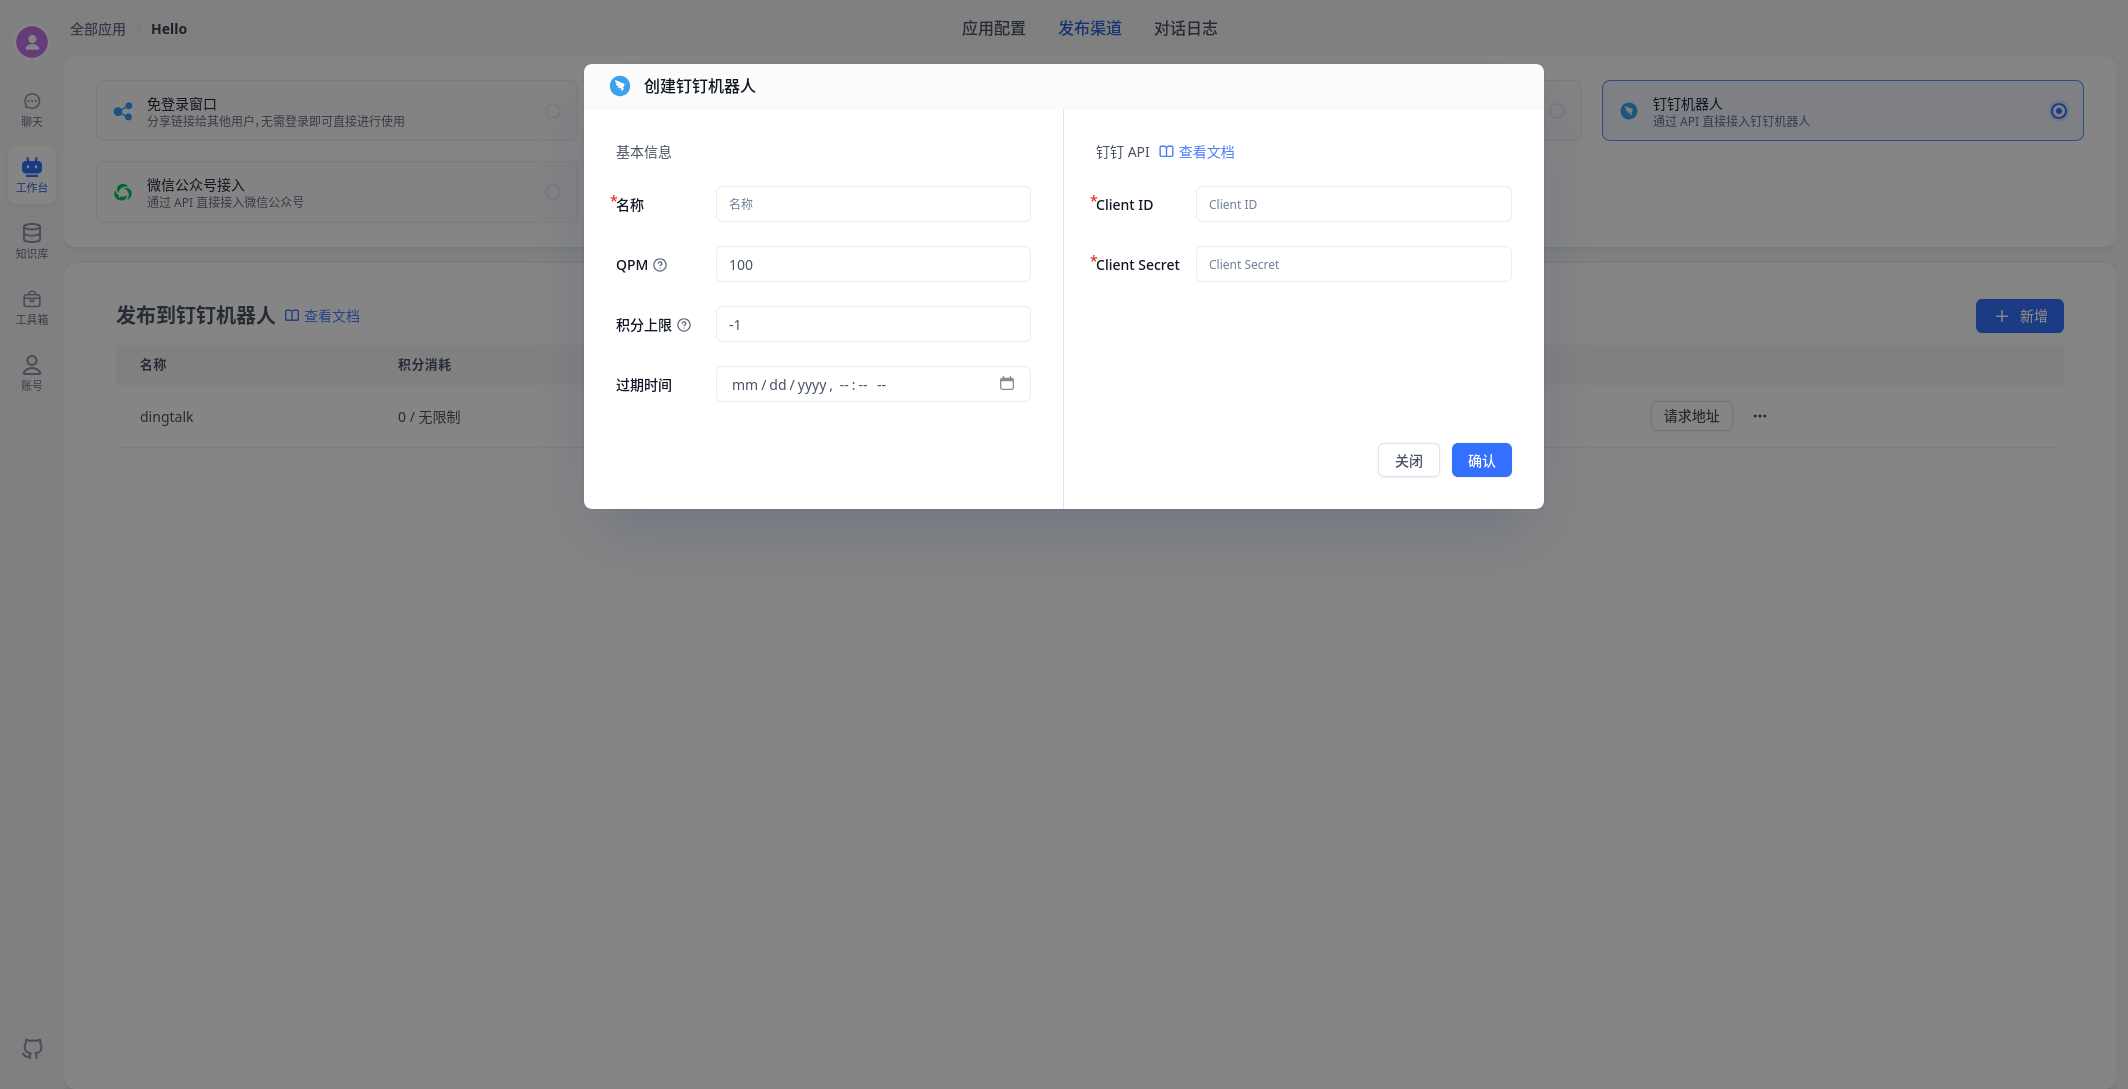 全部应用 / Hello
应用配置 发布渠道 对话日志
聊天
工作台
知识库
工具箱
账号
免登录窗口
分享链接给其他用户,无需登录即可直接进行使用
钉钉机器人
通过 API 直接接入钉钉机器人
微信公众号接入
通过 API 直接接入微信公众号
发布到钉钉机器人 查看文档
新增
名称 积分消耗
dingtalk 0 / 无限制 请求地址
创建钉钉机器人
基本信息
*名称 名称
QPM 100
积分上限 -1
过期时间 mm/dd/yyyy, --:-- --
钉钉 API 查看文档
*Client ID Client ID
*Client Secret Client Secret
关闭 确认